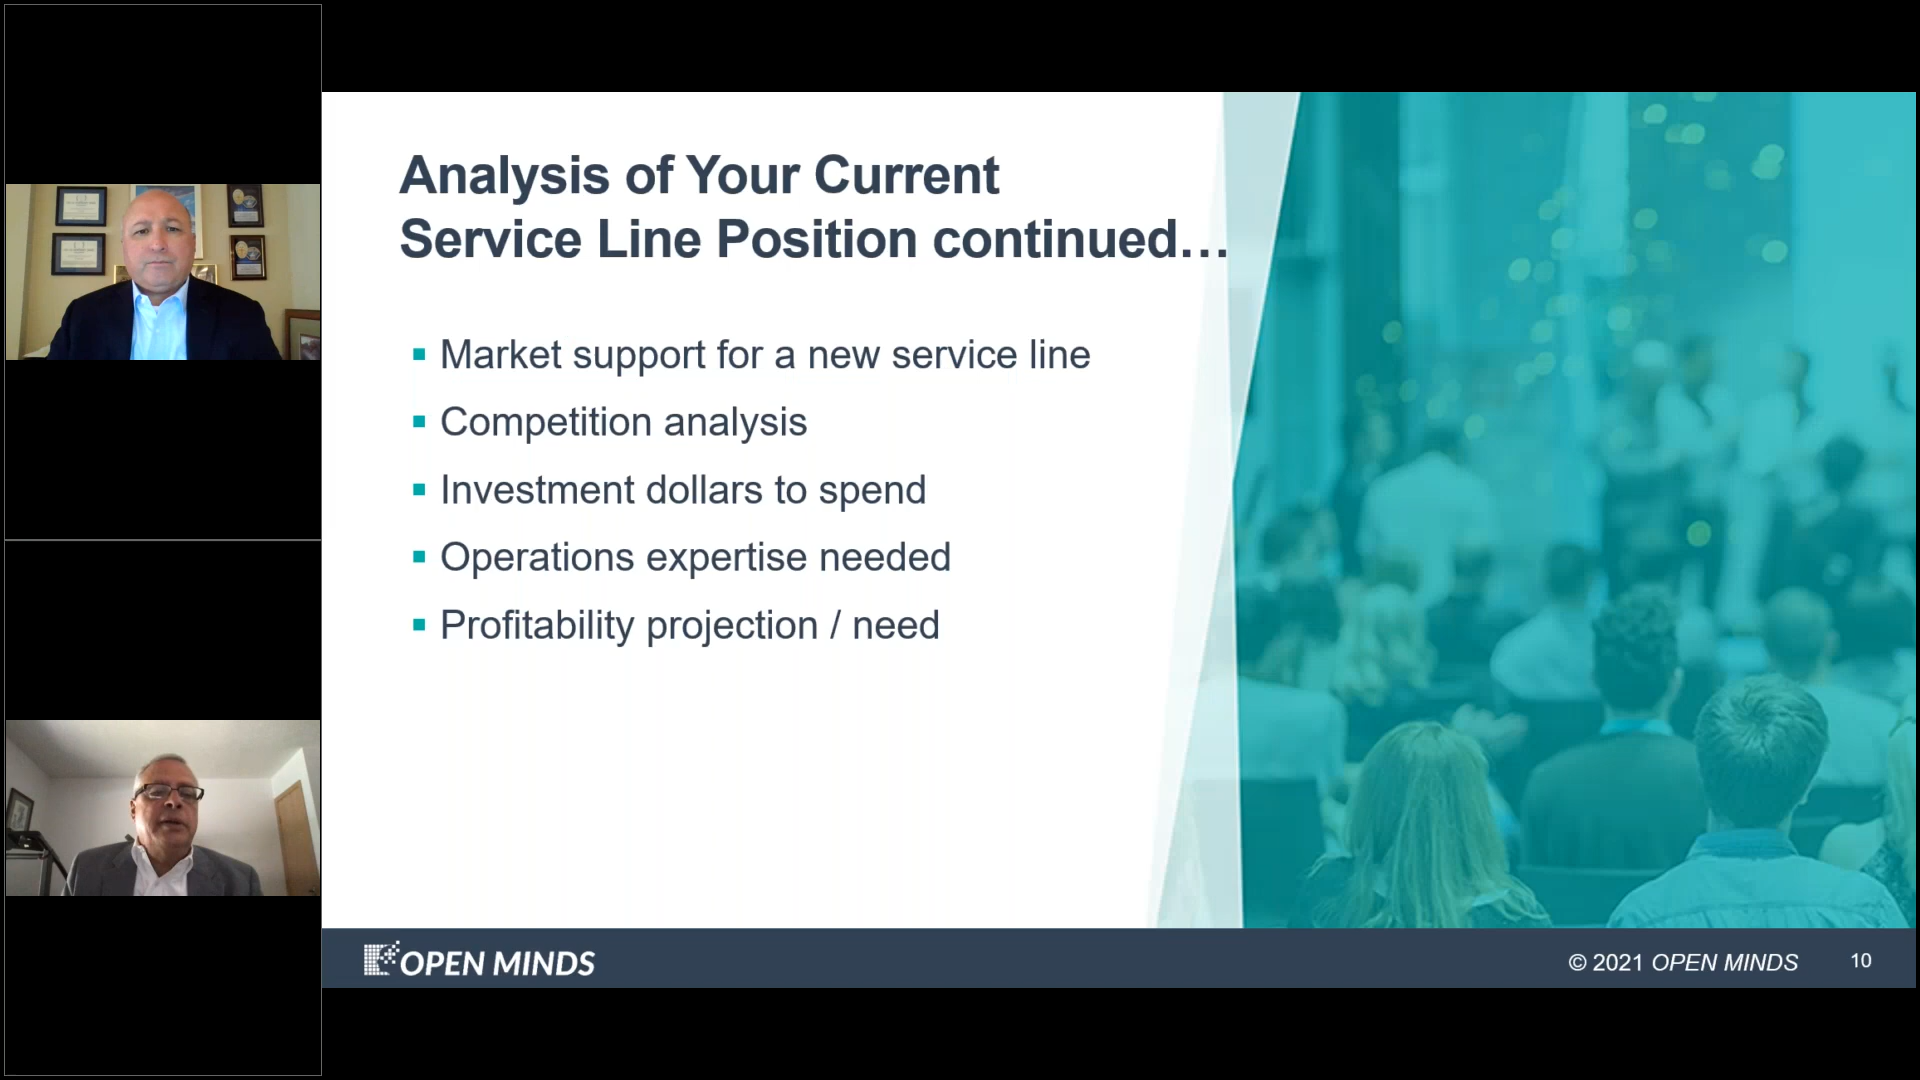 Analysis of Your Current
Service Line Position continued…
Market support for a new service line
Competition analysis
Investment dollars to spend
Operations expertise needed
Profitability projection / need
OPEN MINDS
© 2021 OPEN MINDS
10